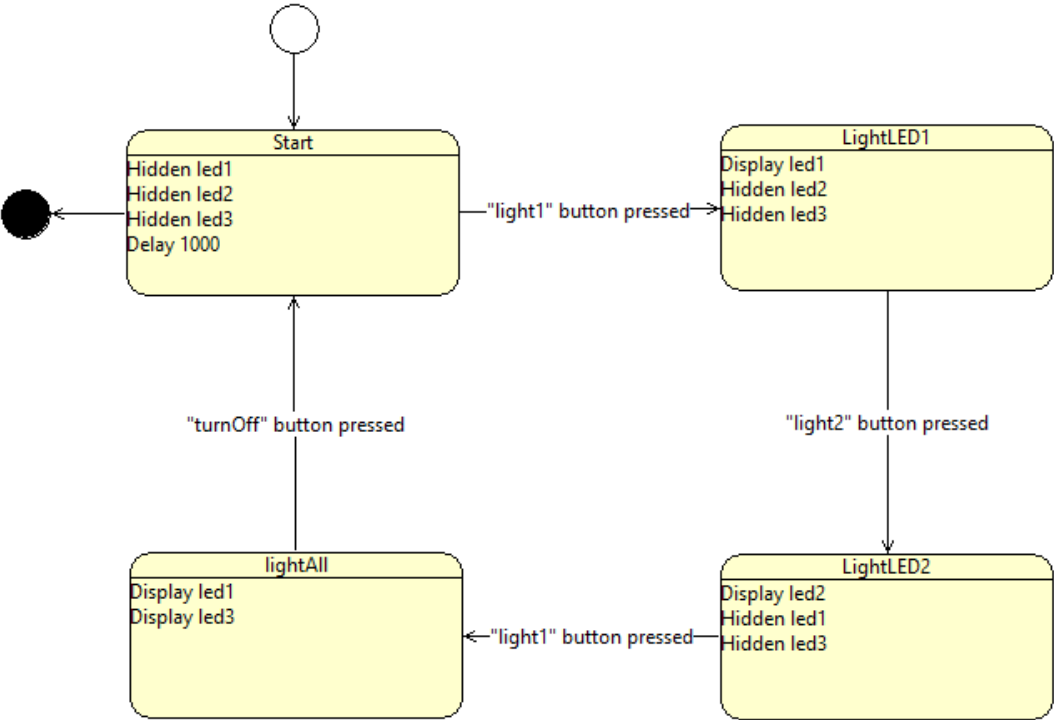 Start
Hidden led1
Hidden led2
Hidden led3
Delay 1000
"light1" button pressed
LightLED1
Display led1
Hidden led2
Hidden led3
"turnOff" button pressed
"light2" button pressed
lightAll
Display led1
Display led3
"light1" button pressed
LightLED2
Display led2
Hidden led1
Hidden led3